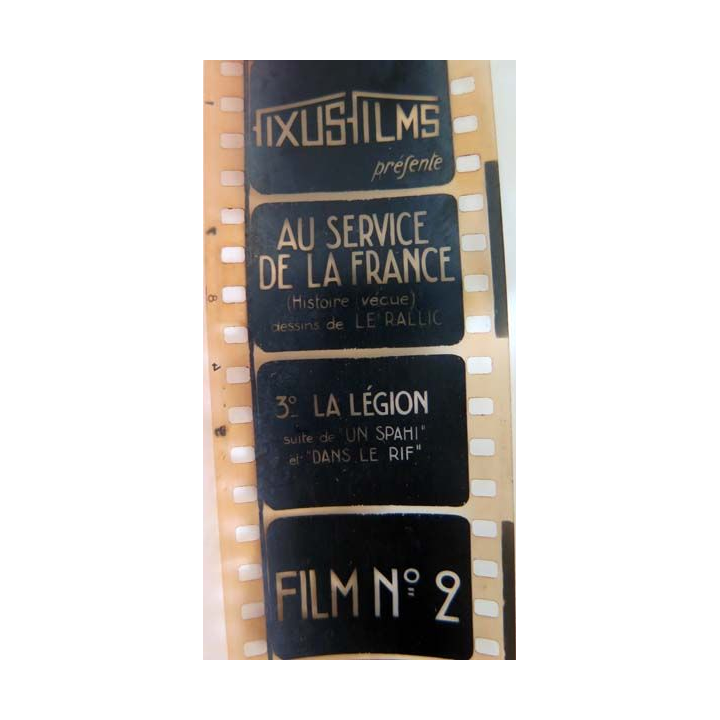 FIXUS-FILMS
présente
AU SERVICE
DE LA FRANCE
(Histoire vécue)
dessins de LE RALLIC
3º LA LÉGION
suite de "UN SPAHI"
et "DANS LE RIF"
FILM Nº 2